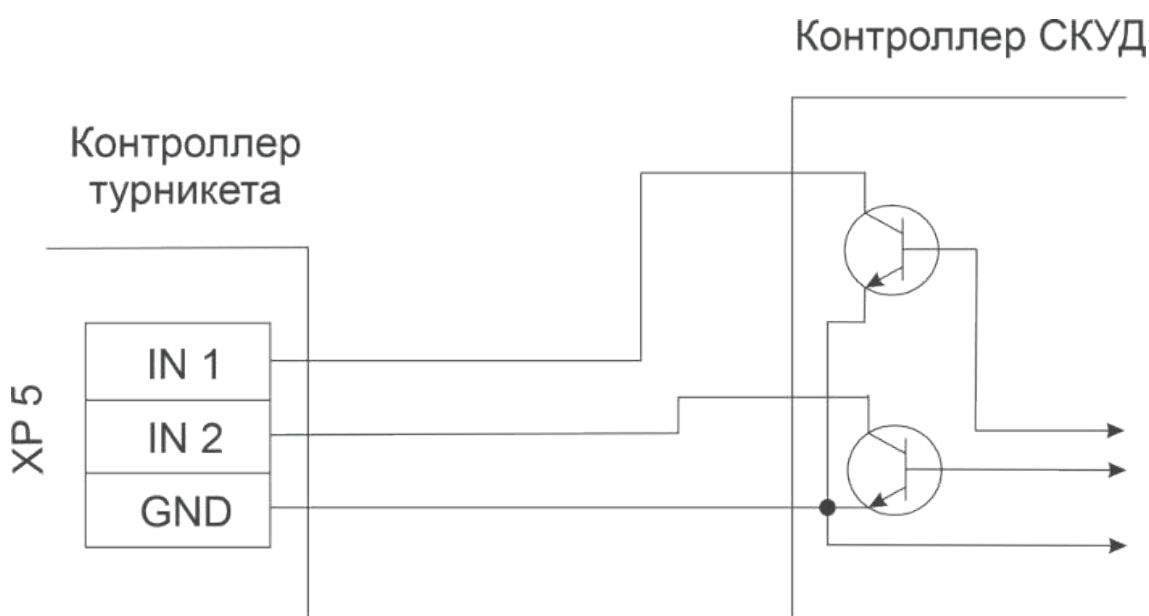 Контроллер СКУД
Контроллер
турникета
XP 5
IN 1
IN 2
GND